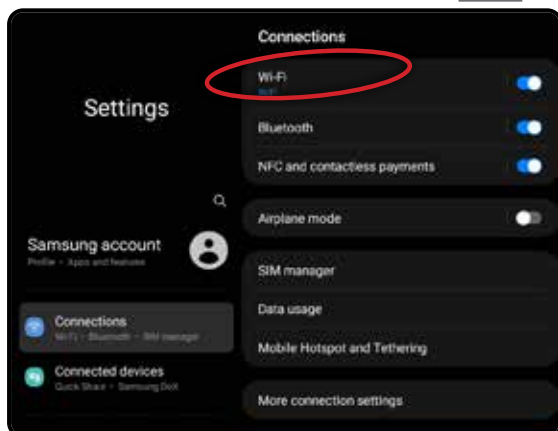 Settings
Samsung account
Profile • Apps and features
Connections
Wi-Fi • Bluetooth • SIM manager
Connected devices
Quick Share • Samsung DeX
Connections
Wi-Fi
Bluetooth
NFC and contactless payments
Airplane mode
SIM manager
Data usage
Mobile Hotspot and Tethering
More connection settings